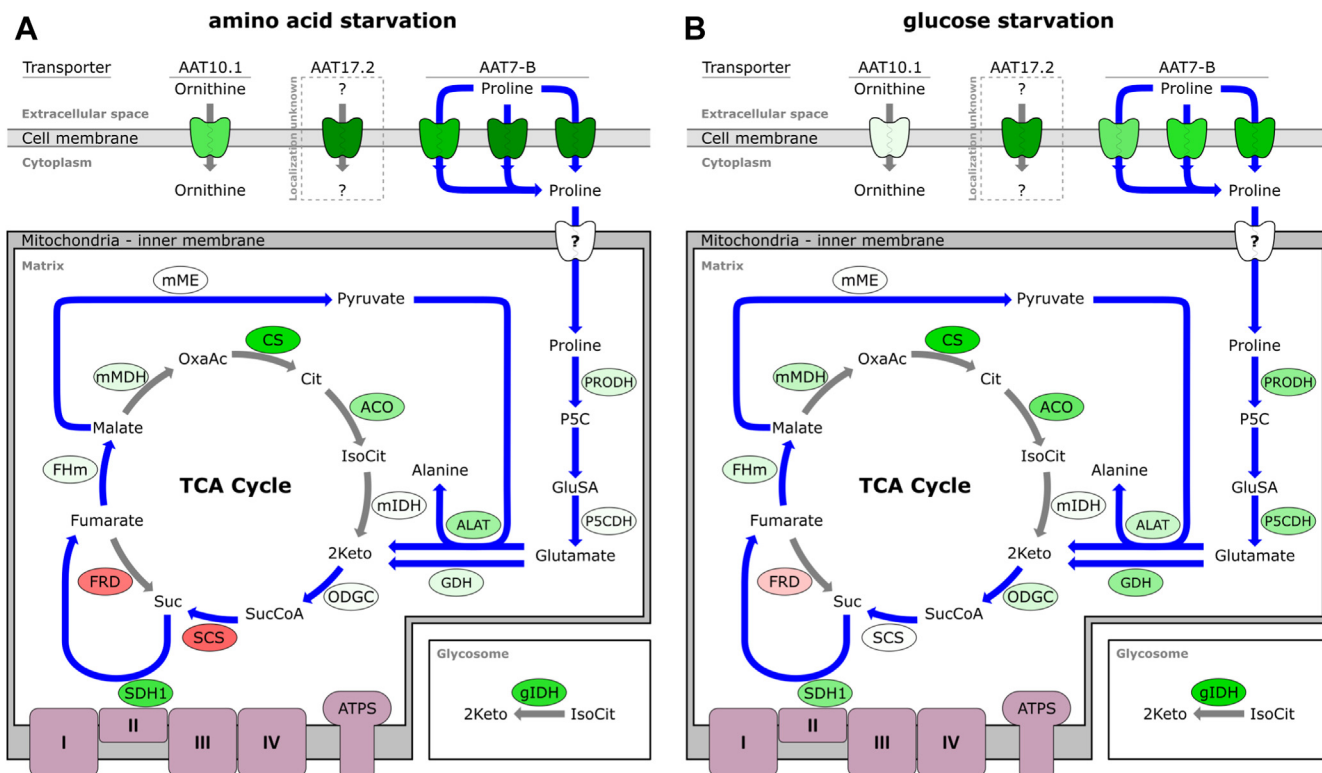 A
amino acid starvation
Transporter
AAT10.1
AAT17.2
AAT7-B
Ornithine
?
Proline
Extracellular space
Localization unknown
Cell membrane
Cytoplasm
Ornithine
?
Proline
Mitochondria - inner membrane
?
Matrix
mME
Pyruvate
CS
OxaAc
Proline
mMDH
Cit
PRODH
ACO
Malate
P5C
IsoCit
FHm
Alanine
TCA Cycle
GluSA
mIDH
Fumarate
ALAT
P5CDH
2Keto
Glutamate
FRD
GDH
ODGC
Suc
SucCoA
SCS
Glycosome
SDH1
gIDH
ATPS
2Keto
IsoCit
I
II
III
IV
B
glucose starvation
Transporter
AAT10.1
AAT17.2
AAT7-B
Ornithine
?
Proline
Extracellular space
Localization unknown
Cell membrane
Cytoplasm
Ornithine
?
Proline
Mitochondria - inner membrane
?
Matrix
mME
Pyruvate
CS
OxaAc
Proline
mMDH
Cit
PRODH
ACO
Malate
P5C
IsoCit
FHm
Alanine
TCA Cycle
GluSA
mIDH
Fumarate
ALAT
P5CDH
2Keto
Glutamate
FRD
GDH
ODGC
Suc
SucCoA
SCS
Glycosome
SDH1
gIDH
ATPS
2Keto
IsoCit
I
II
III
IV